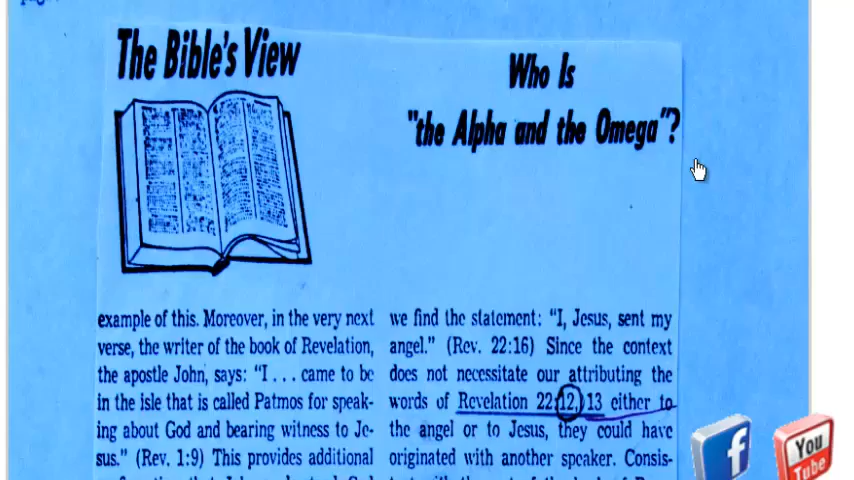 The Bible's View
Who Is
"the Alpha and the Omega"?
example of this. Moreover, in the very next
verse, the writer of the book of Revelation,
the apostle John, says: “I . . . came to be
in the isle that is called Patmos for speak-
ing about God and bearing witness to Je-
sus.” (Rev. 1:9) This provides additional
we find the statement: “I, Jesus, sent my
angel.” (Rev. 22:16) Since the context
does not necessitate our attributing the
words of Revelation 22:12, 13 either to
the angel or to Jesus, they could have
originated with another speaker. Consis-
You
Tube